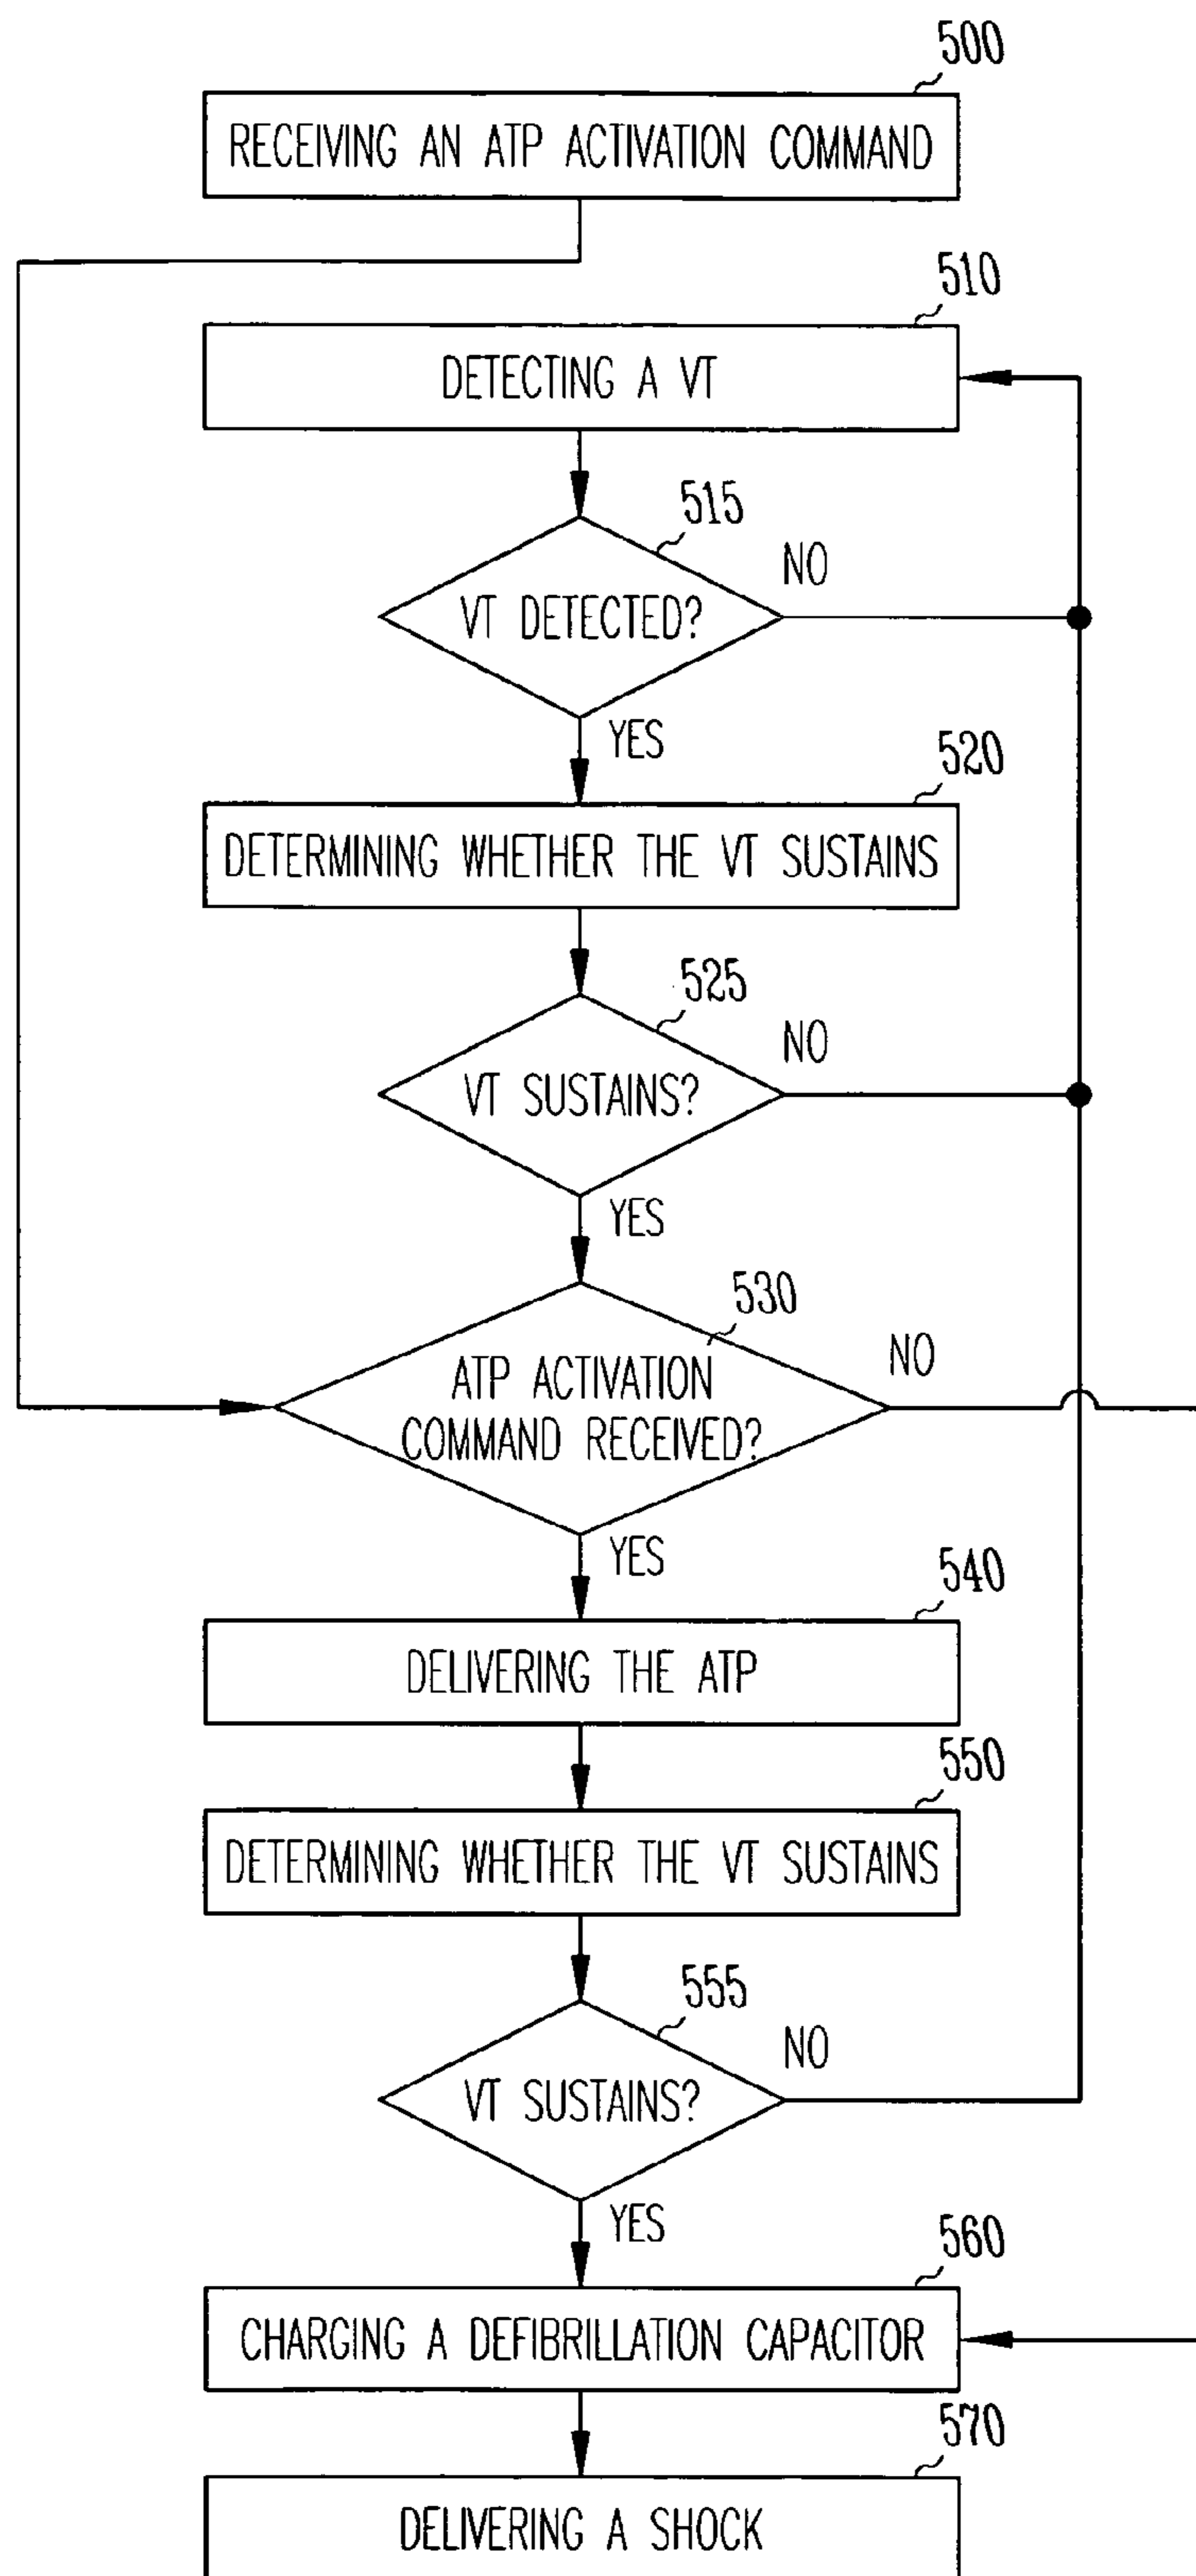 500
RECEIVING AN ATP ACTIVATION COMMAND
510
DETECTING A VT
515
VT DETECTED?
NO
YES
520
DETERMINING WHETHER THE VT SUSTAINS
525
VT SUSTAINS?
NO
YES
530
ATP ACTIVATION
COMMAND RECEIVED?
NO
YES
540
DELIVERING THE ATP
550
DETERMINING WHETHER THE VT SUSTAINS
555
VT SUSTAINS?
NO
YES
560
CHARGING A DEFIBRILLATION CAPACITOR
570
DELIVERING A SHOCK